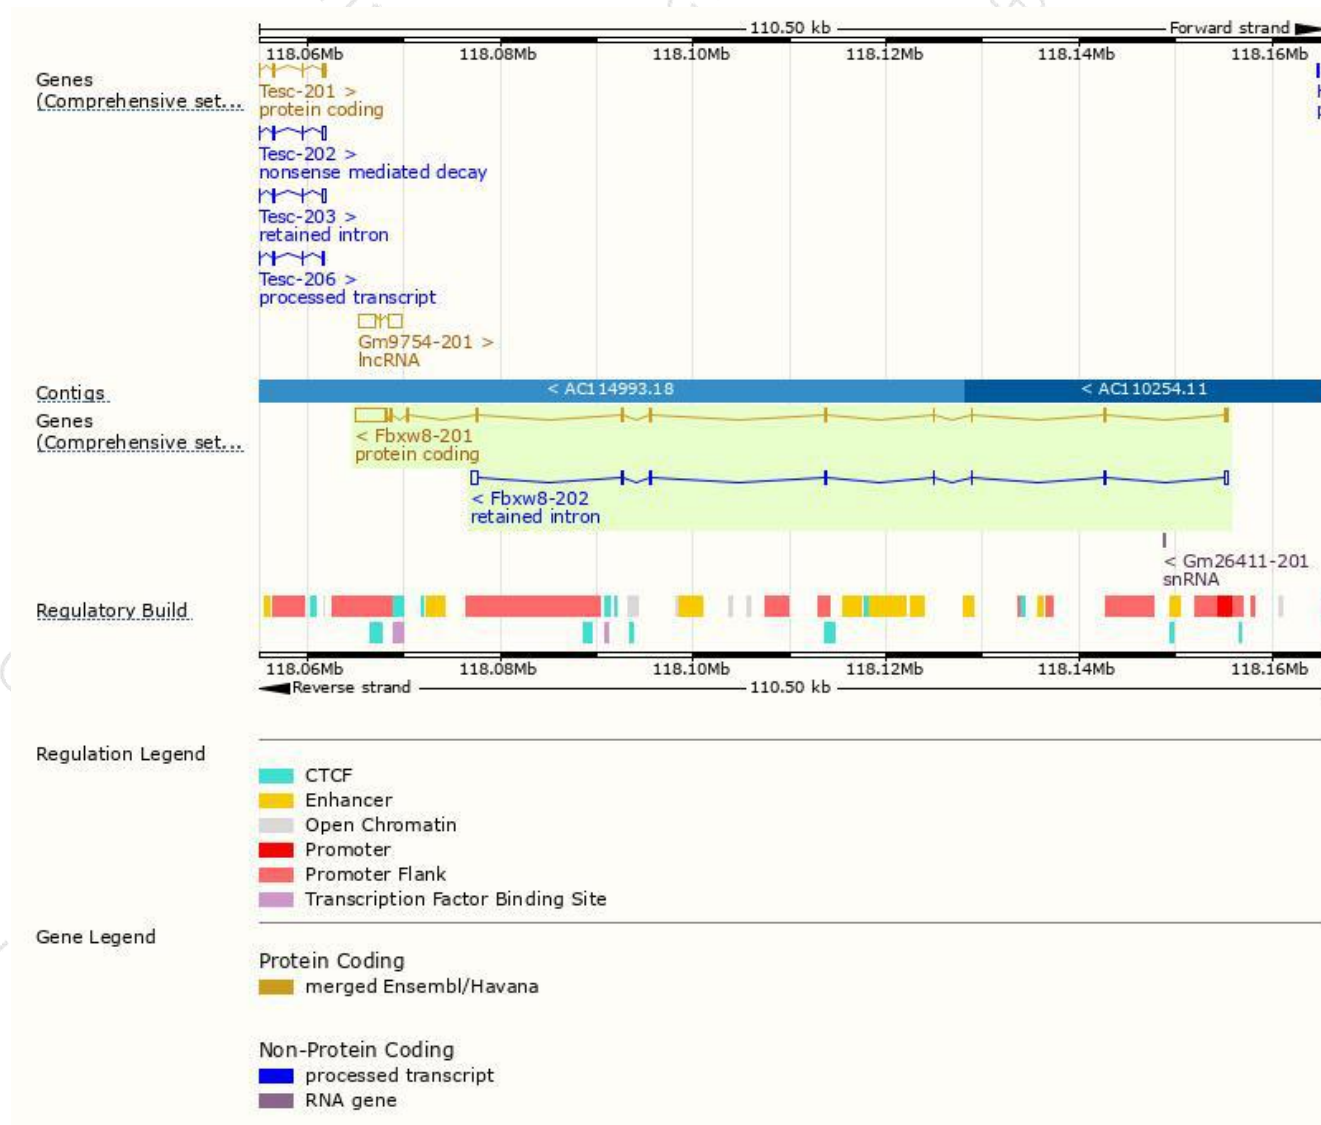 110.50 kb Forward strand
118.06Mb 118.08Mb 118.10Mb 118.12Mb 118.14Mb 118.16Mb
Genes
(Comprehensive set...
Tesc-201 >
protein coding
Tesc-202 >
nonsense mediated decay
Tesc-203 >
retained intron
Tesc-206 >
processed transcript
Gm9754-201 >
lncRNA
Contigs
< AC114993.18 < AC110254.11
Genes
(Comprehensive set...
< Fbxw8-201
protein coding
< Fbxw8-202
retained intron
< Gm26411-201
snRNA
Regulatory Build
118.06Mb 118.08Mb 118.10Mb 118.12Mb 118.14Mb 118.16Mb
Reverse strand 110.50 kb
Regulation Legend
CTCF
Enhancer
Open Chromatin
Promoter
Promoter Flank
Transcription Factor Binding Site
Gene Legend
Protein Coding
merged Ensembl/Havana
Non-Protein Coding
processed transcript
RNA gene